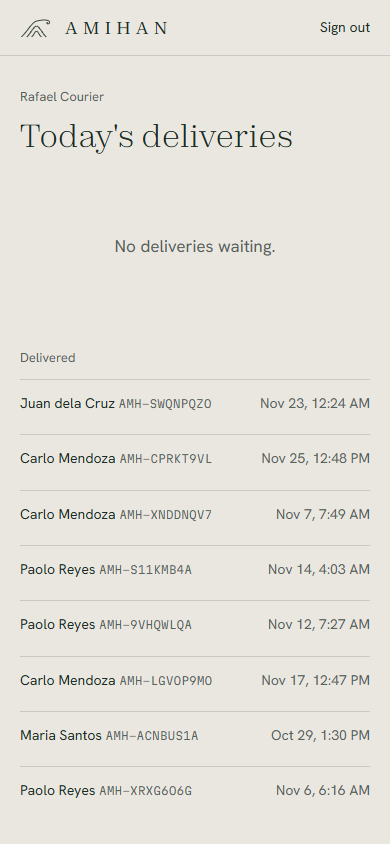 AMIHAN
Sign out
Rafael Courier
Today's deliveries
No deliveries waiting.
Delivered
Juan dela Cruz AMH-SWQNPQZO Nov 23, 12:24 AM
Carlo Mendoza AMH-CPRKT9VL Nov 25, 12:48 PM
Carlo Mendoza AMH-XNDDNQV7 Nov 7, 7:49 AM
Paolo Reyes AMH-S11KMB4A Nov 14, 4:03 AM
Paolo Reyes AMH-9VHQWLQA Nov 12, 7:27 AM
Carlo Mendoza AMH-LGVOP9MO Nov 17, 12:47 PM
Maria Santos AMH-ACNBUS1A Oct 29, 1:30 PM
Paolo Reyes AMH-XRXG6O6G Nov 6, 6:16 AM